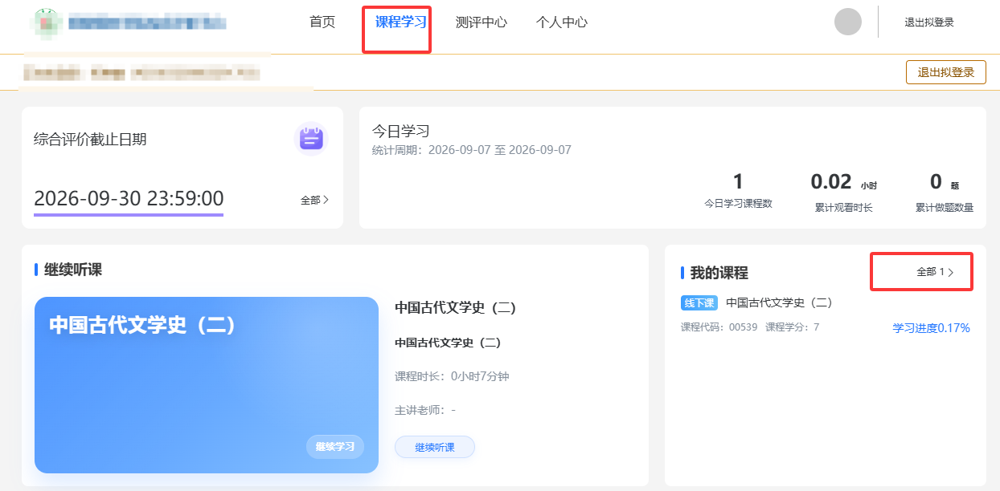 首页 课程学习 测评中心 个人中心 退出拟登录
退出拟登录
综合评价截止日期
2026-09-30 23:59:00 全部
今日学习
统计周期：2026-09-07 至 2026-09-07
1 0.02 小时 0 题
今日学习课程数 累计观看时长 累计做题数量
继续听课
中国古代文学史（二）
继续学习
中国古代文学史（二）
中国古代文学史（二）
课程时长：0小时7分钟
主讲老师：-
继续听课
我的课程 全部 1
线下课 中国古代文学史（二）
课程代码：00539 课程学分：7 学习进度0.17%